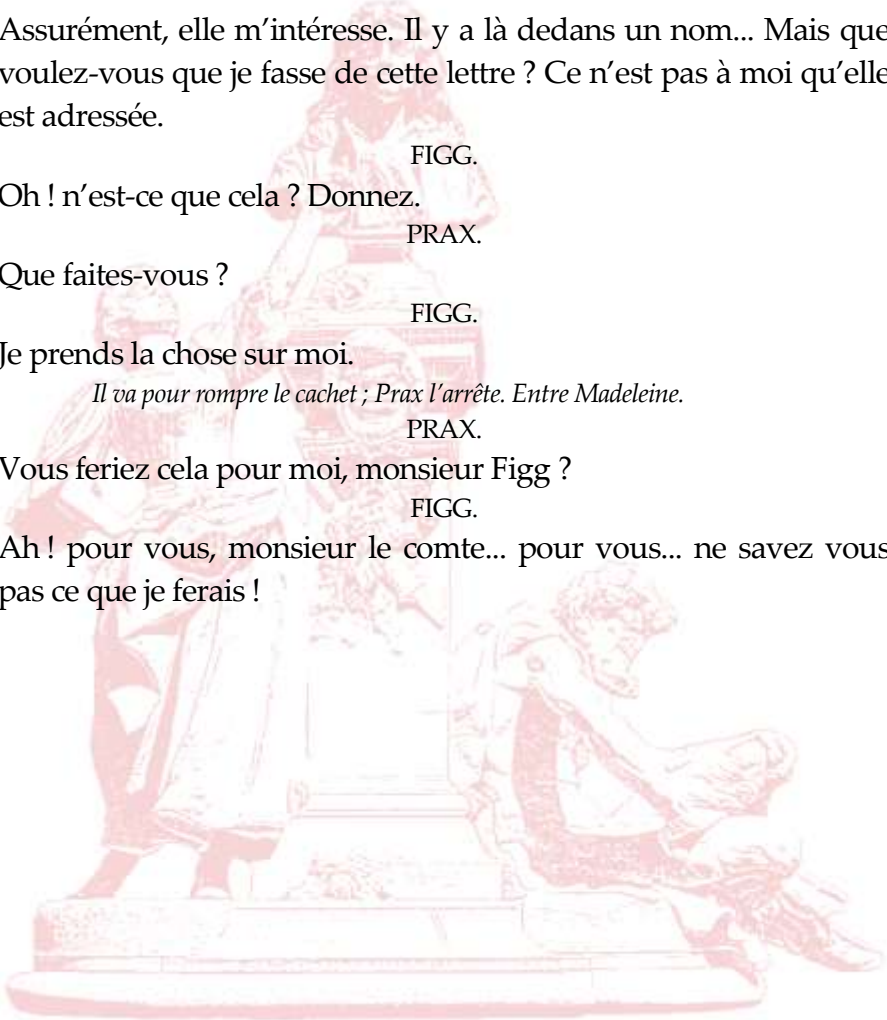 Assurément, elle m’intéresse. Il y a là dedans un nom... Mais que
voulez-vous que je fasse de cette lettre ? Ce n’est pas à moi qu’elle
est adressée.
FIGG.
Oh ! n’est-ce que cela ? Donnez.
PRAX.
Que faites-vous ?
FIGG.
Je prends la chose sur moi.
Il va pour rompre le cachet ; Prax l’arrête. Entre Madeleine.
PRAX.
Vous feriez cela pour moi, monsieur Figg ?
FIGG.
Ah ! pour vous, monsieur le comte... pour vous... ne savez vous
pas ce que je ferais !